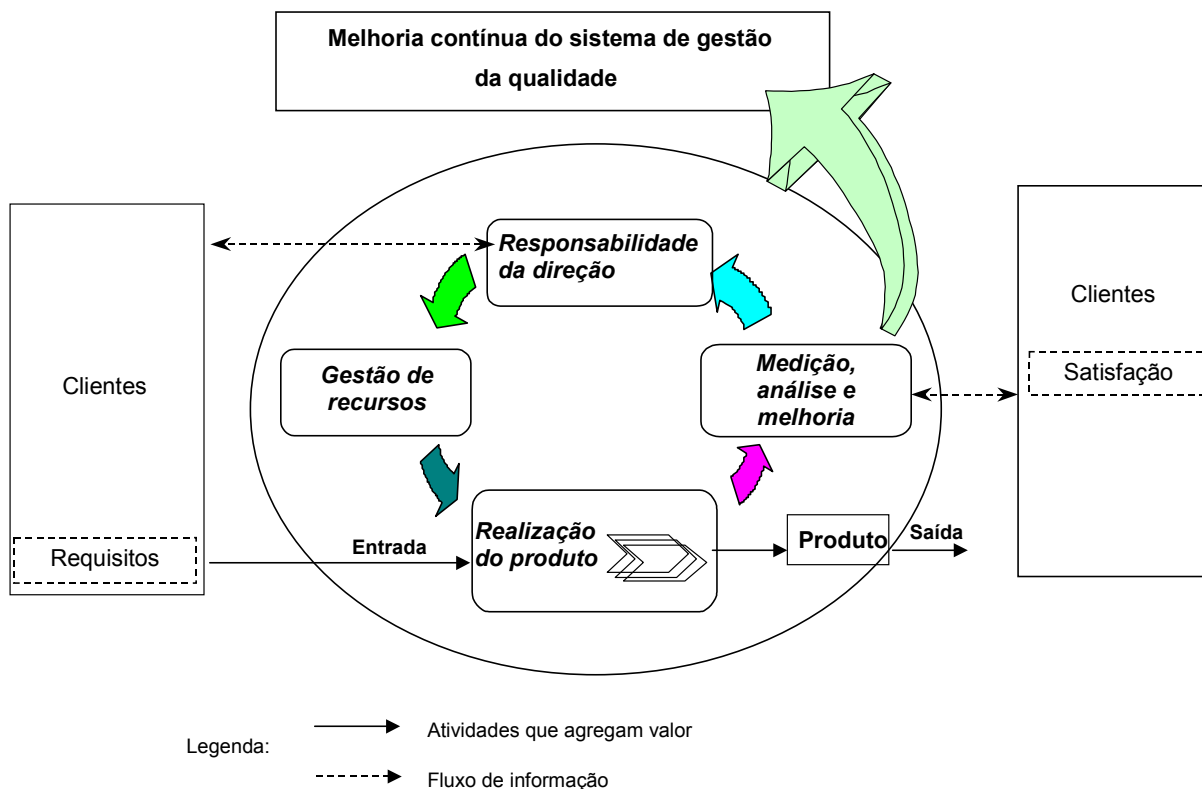 Melhoria contínua do sistema de gestão
da qualidade
Responsabilidade
da direção
Clientes
Clientes
Gestão de
recursos
Medição,
análise e
melhoria
Satisfação
Requisitos
Entrada
Realização
do produto
Produto
Saída
Legenda:
Atividades que agregam valor
Fluxo de informação